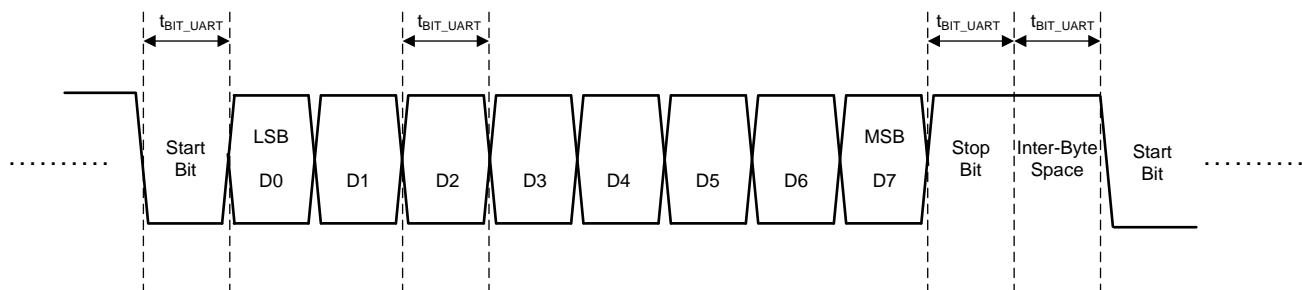 tBIT_UART tBIT_UART tBIT_UART tBIT_UART
LSB MSB
Start Bit D0 D1 D2 D3 D4 D5 D6 D7 Stop Bit Inter-Byte Space Start Bit